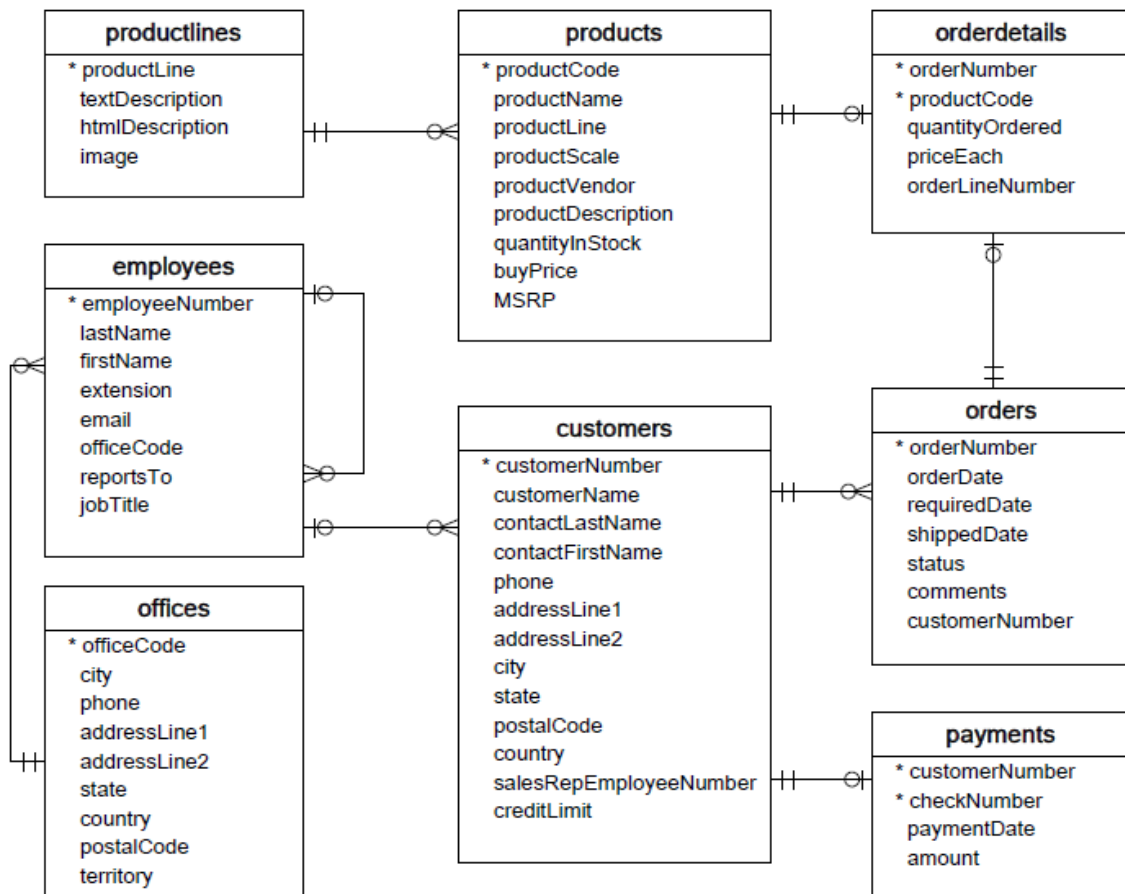 productlines
* productLine
textDescription
htmlDescription
image
products
* productCode
productName
productLine
productScale
productVendor
productDescription
quantityInStock
buyPrice
MSRP
orderdetails
* orderNumber
* productCode
quantityOrdered
priceEach
orderLineNumber
employees
* employeeNumber
lastName
firstName
extension
email
officeCode
reportsTo
jobTitle
customers
* customerNumber
customerName
contactLastName
contactFirstName
phone
addressLine1
addressLine2
city
state
postalCode
country
salesRepEmployeeNumber
creditLimit
orders
* orderNumber
orderDate
requiredDate
shippedDate
status
comments
customerNumber
offices
* officeCode
city
phone
addressLine1
addressLine2
state
country
postalCode
territory
payments
* customerNumber
* checkNumber
paymentDate
amount